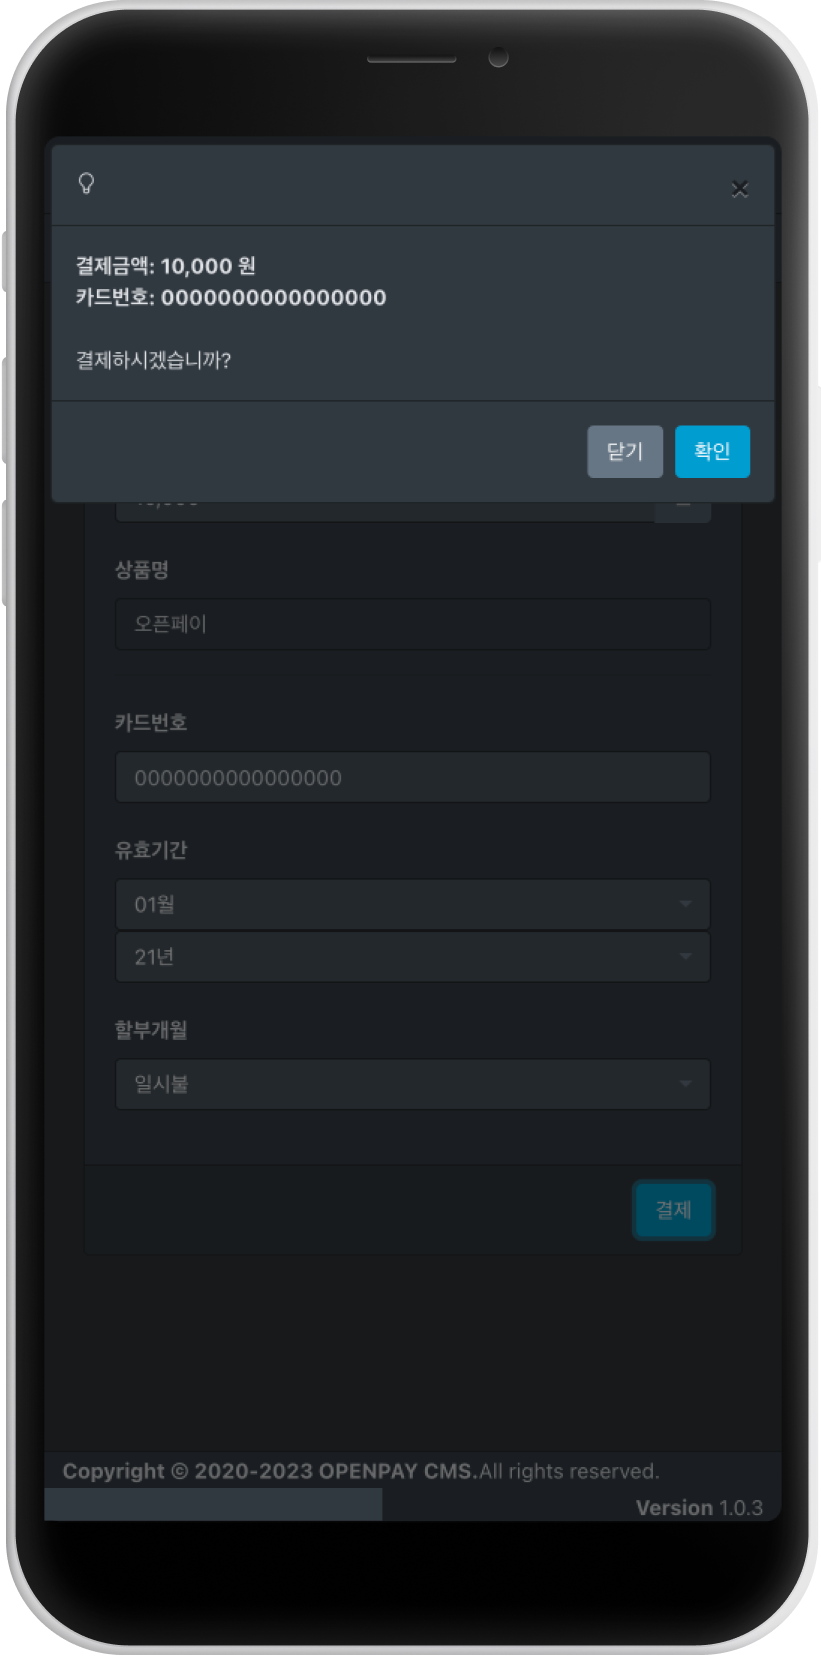 결제금액: 10,000 원
카드번호: 0000000000000000
결제하시겠습니까?
닫기
확인
상품명
오픈페이
카드번호
0000000000000000
유효기간
01월
21년
할부개월
일시불
결제
Copyright © 2020-2023 OPENPAY CMS.All rights reserved.
Version 1.0.3